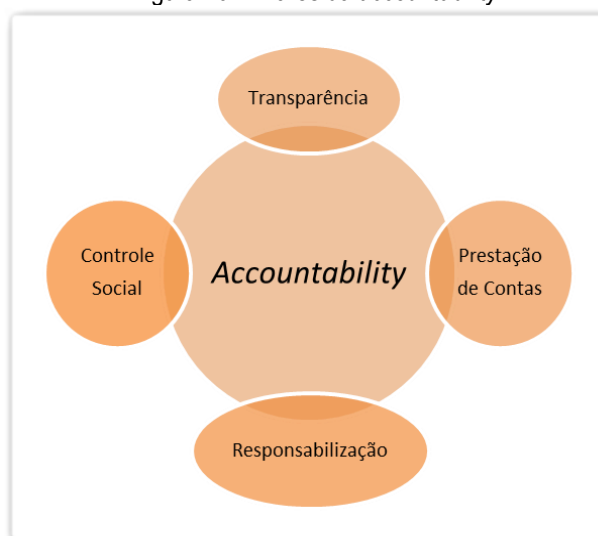 Transparência
Controle
Social
Accountability
Prestação
de Contas
Responsabilização